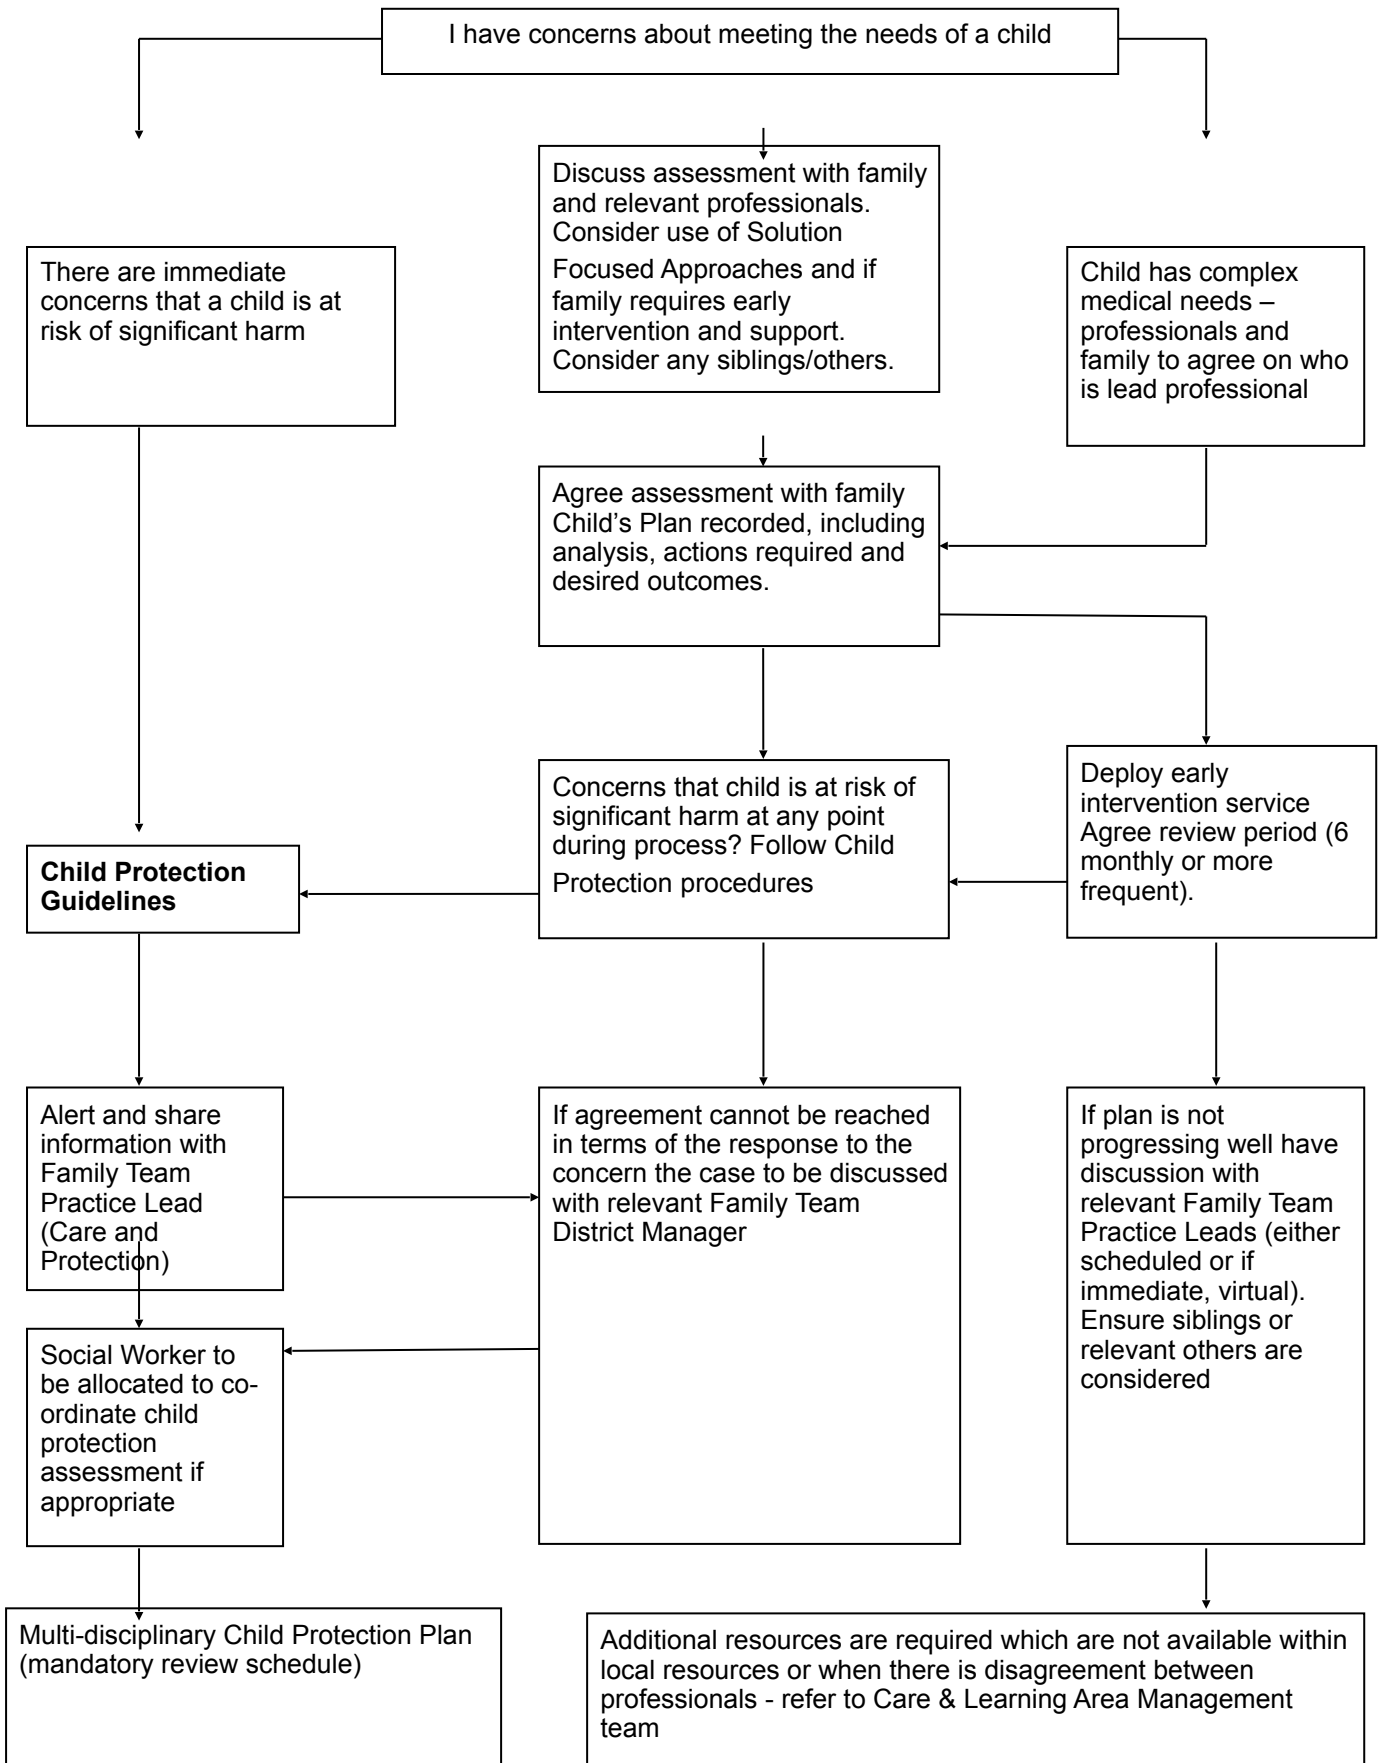 I have concerns about meeting the needs of a child
Discuss assessment with family
and relevant professionals.
Consider use of Solution
Focused Approaches and if
family requires early
intervention and support.
Consider any siblings/others.
There are immediate
concerns that a child is at
risk of significant harm
Child has complex
medical needs –
professionals and
family to agree on who
is lead professional
Agree assessment with family
Child’s Plan recorded, including
analysis, actions required and
desired outcomes.
Concerns that child is at risk of
significant harm at any point
during process? Follow Child
Protection procedures
Deploy early
intervention service
Agree review period (6
monthly or more
frequent).
Child Protection
Guidelines
Alert and share
information with
Family Team
Practice Lead
(Care and
Protection)
If agreement cannot be reached
in terms of the response to the
concern the case to be discussed
with relevant Family Team
District Manager
If plan is not
progressing well have
discussion with
relevant Family Team
Practice Leads (either
scheduled or if
immediate, virtual).
Ensure siblings or
relevant others are
considered
Social Worker to
be allocated to co-
ordinate child
protection
assessment if
appropriate
Multi-disciplinary Child Protection Plan
(mandatory review schedule)
Additional resources are required which are not available within
local resources or when there is disagreement between
professionals - refer to Care & Learning Area Management
team